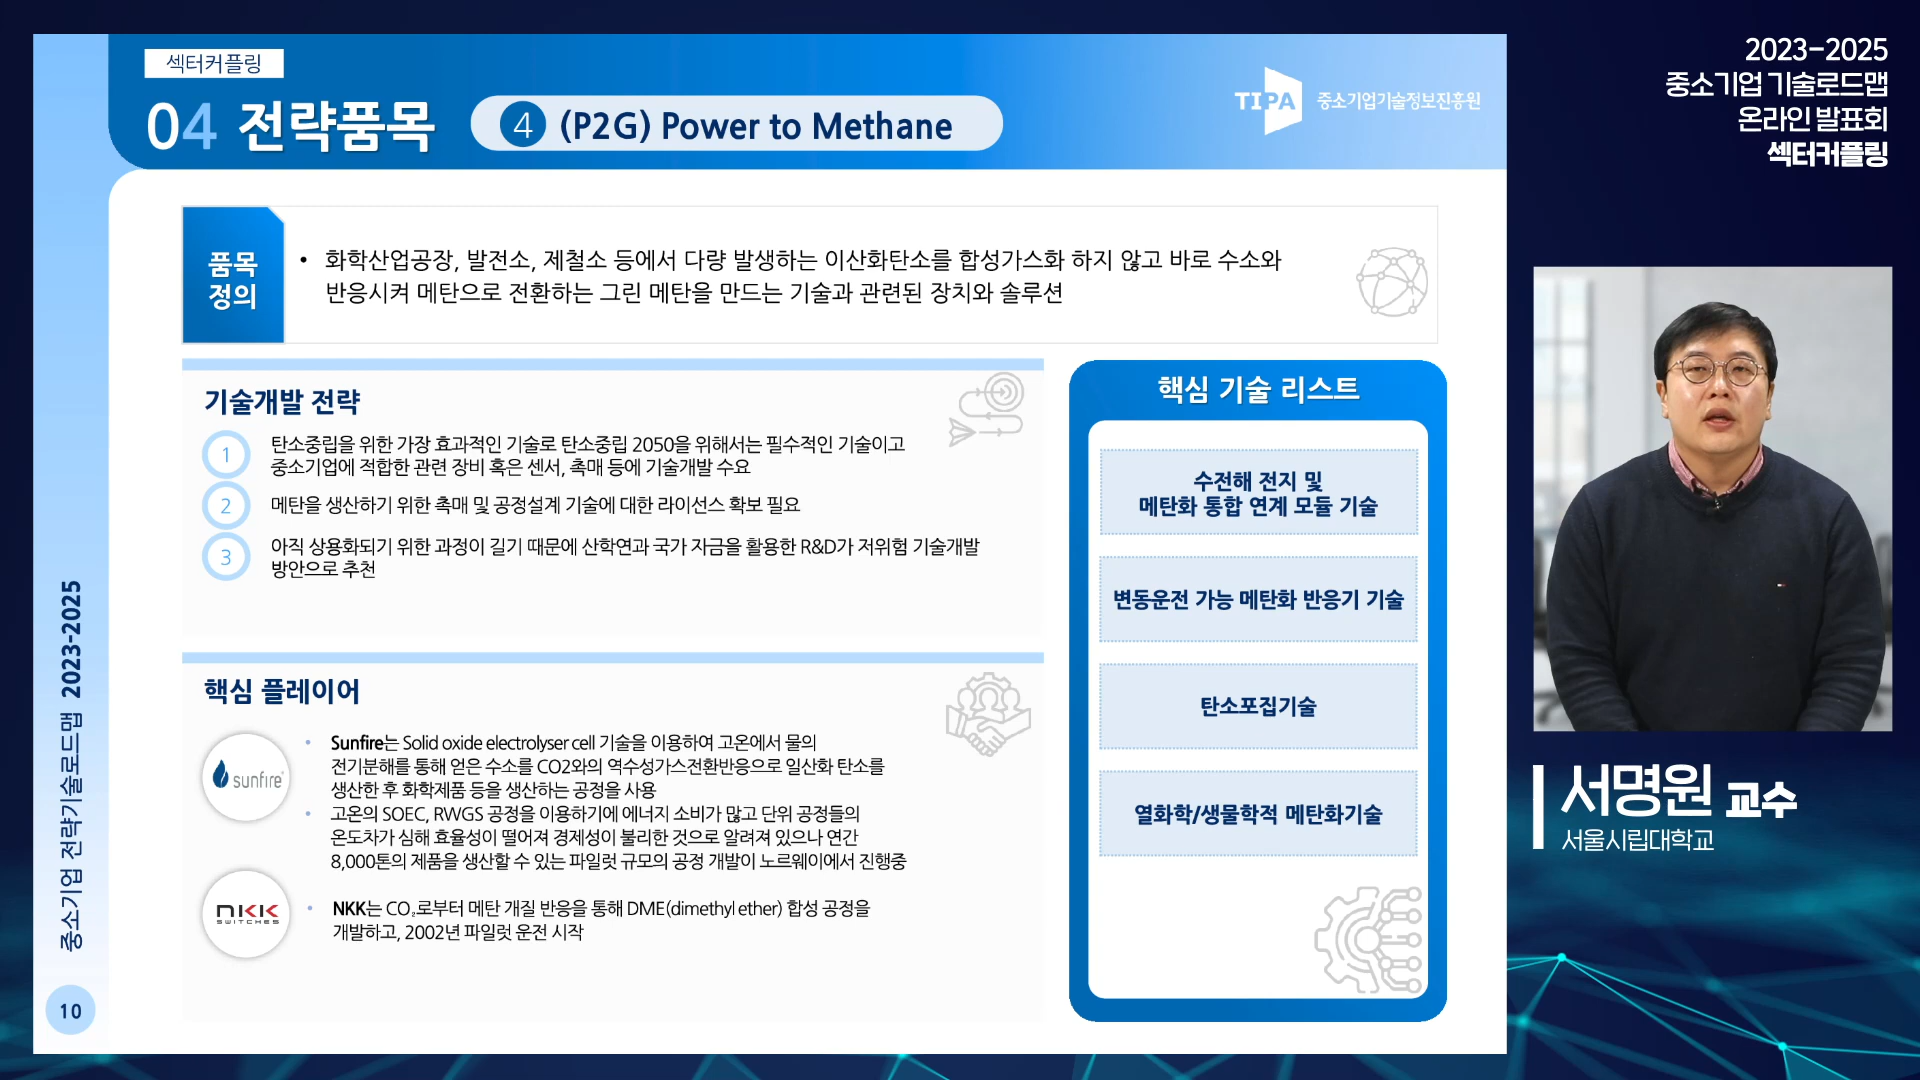 섹터커플링
04 전략품목
4 (P2G) Power to Methane
TIPA 중소기업기술정보진흥원
2023-2025
중소기업 기술로드맵
온라인 발표회
섹터커플링
품목
정의
• 화학산업공장, 발전소, 제철소 등에서 다량 발생하는 이산화탄소를 합성가스화 하지 않고 바로 수소와
반응시켜 메탄으로 전환하는 그린 메탄을 만드는 기술과 관련된 장치와 솔루션
기술개발 전략
1 탄소중립을 위한 가장 효과적인 기술로 탄소중립 2050을 위해서는 필수적인 기술이고
중소기업에 적합한 관련 장비 혹은 센서, 촉매 등에 기술개발 수요
2 메탄을 생산하기 위한 촉매 및 공정설계 기술에 대한 라이선스 확보 필요
3 아직 상용화되기 위한 과정이 길기 때문에 산학연과 국가 자금을 활용한 R&D가 저위험 기술개발
방안으로 추천
핵심 플레이어
sunfire
• Sunfire는 Solid oxide electrolyser cell 기술을 이용하여 고온에서 물의
전기분해를 통해 얻은 수소를 CO2와의 역수성가스전환반응으로 일산화 탄소를
생산한 후 화학제품 등을 생산하는 공정을 사용
• 고온의 SOEC, RWGS 공정을 이용하기에 에너지 소비가 많고 단위 공정들의
온도차가 심해 효율성이 떨어져 경제성이 불리한 것으로 알려져 있으나 연간
8,000톤의 제품을 생산할 수 있는 파일럿 규모의 공정 개발이 노르웨이에서 진행중
NKK
SWITCHES
• NKK는 CO₂로부터 메탄 개질 반응을 통해 DME(dimethyl ether) 합성 공정을
개발하고, 2002년 파일럿 운전 시작
핵심 기술 리스트
수전해 전지 및
메탄화 통합 연계 모듈 기술
변동운전 가능 메탄화 반응기 기술
탄소포집기술
열화학/생물학적 메탄화기술
서명원 교수
서울시립대학교
중소기업 전략기술로드맵 2023-2025
10